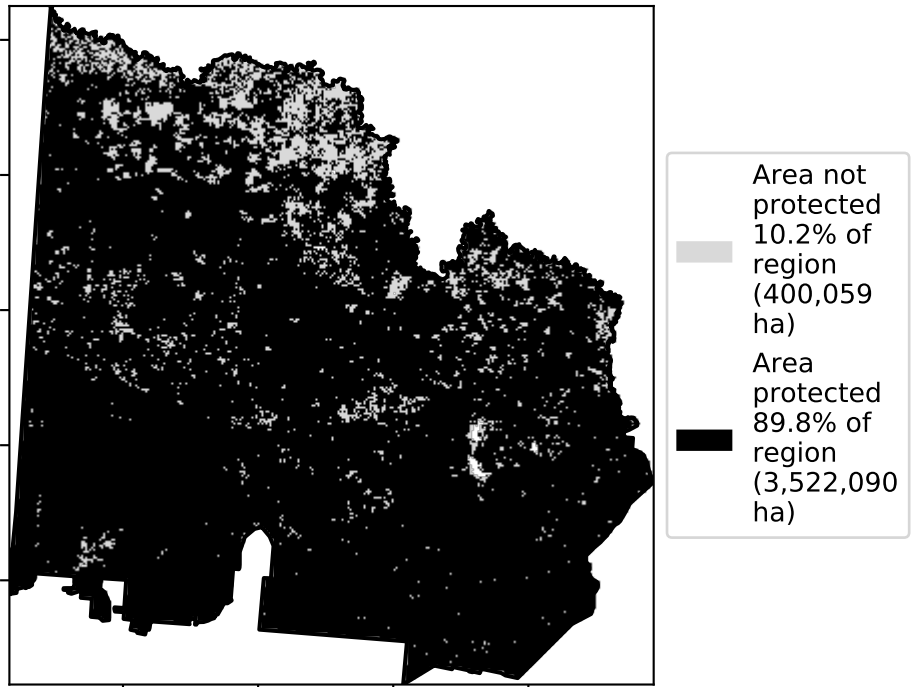 Area not
protected
10.2% of
region
(400,059
ha)
Area
protected
89.8% of
region
(3,522,090
ha)